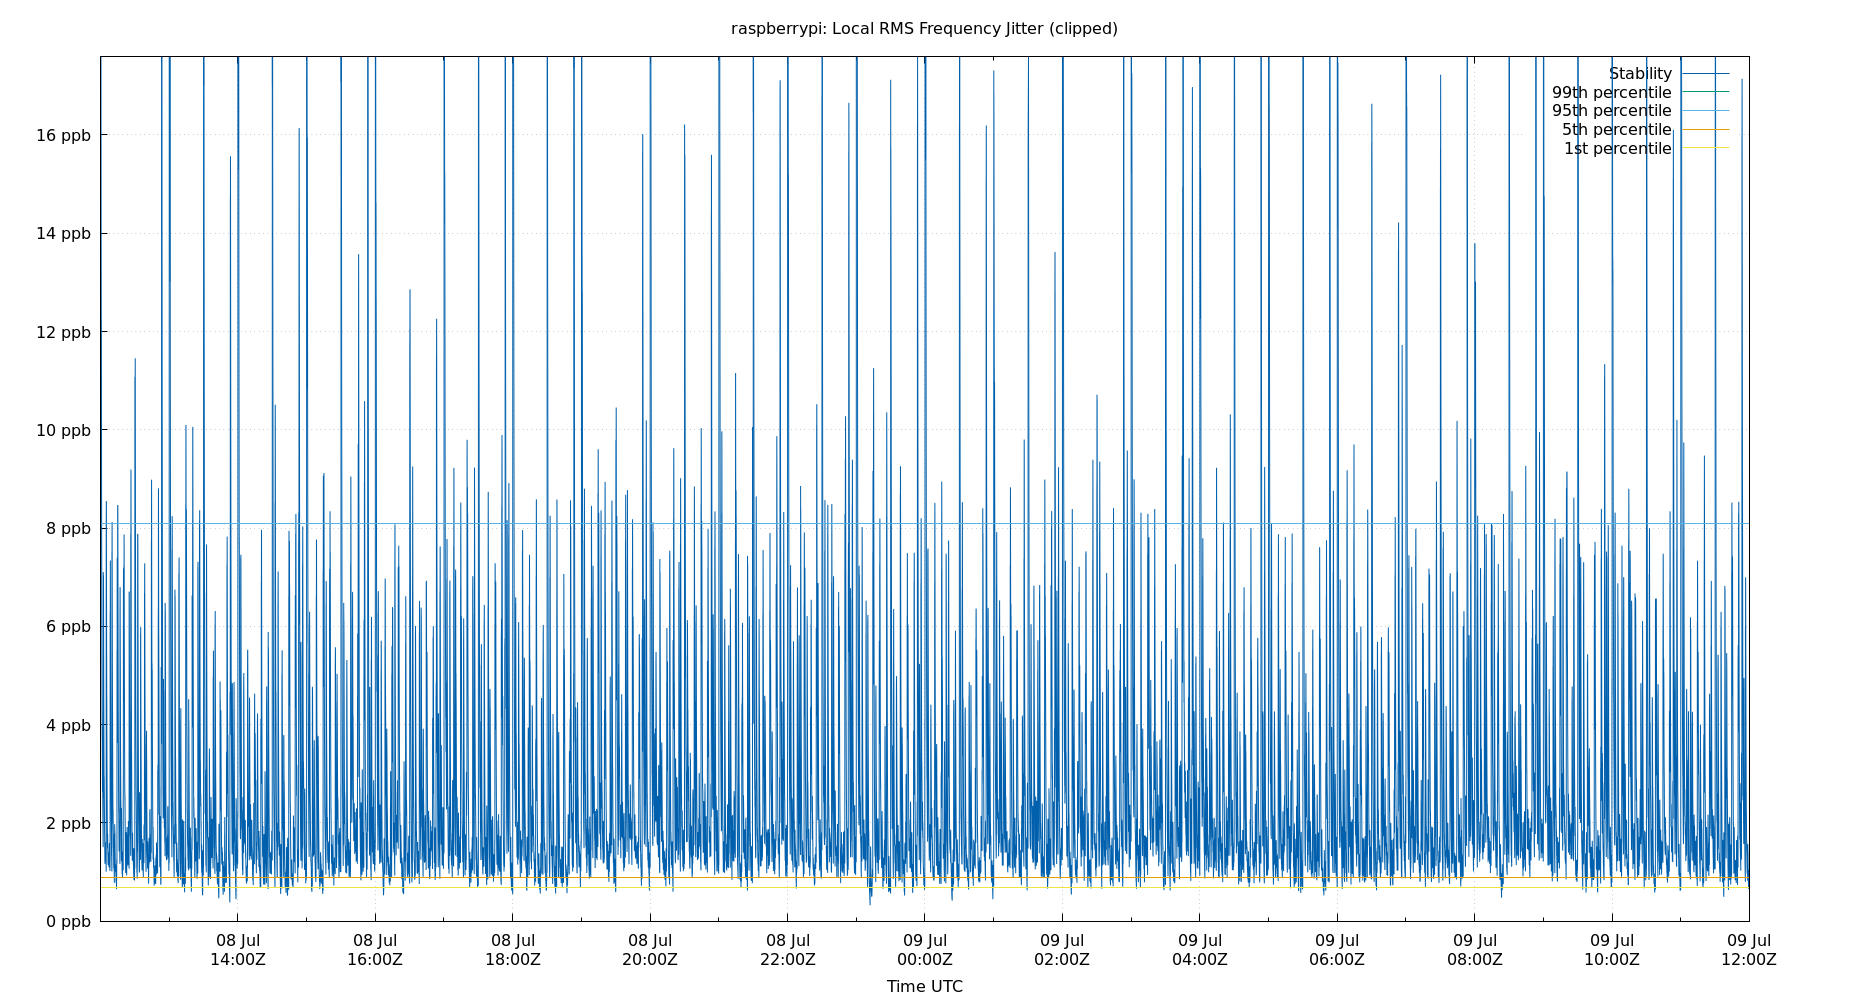 raspberrypi: Local RMS Frequency Jitter (clipped)
Stability
99th percentile
95th percentile
5th percentile
1st percentile
16 ppb
14 ppb
12 ppb
10 ppb
8 ppb
6 ppb
4 ppb
2 ppb
0 ppb
08 Jul 08 Jul 08 Jul 08 Jul 08 Jul 09 Jul 09 Jul 09 Jul 09 Jul 09 Jul 09 Jul 09 Jul
14:00Z 16:00Z 18:00Z 20:00Z 22:00Z 00:00Z 02:00Z 04:00Z 06:00Z 08:00Z 10:00Z 12:00Z
Time UTC